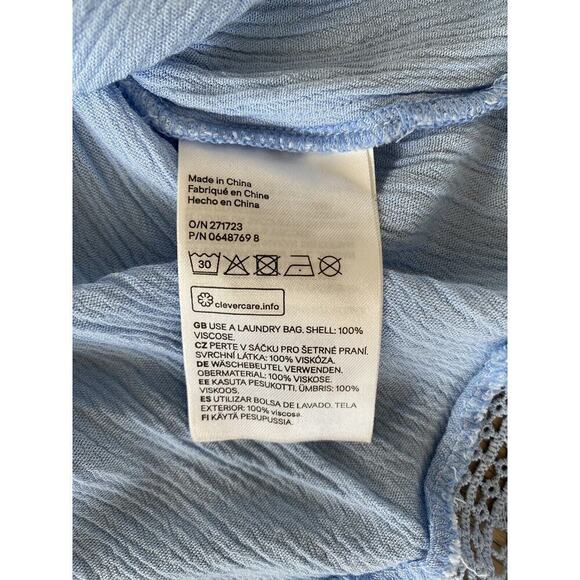 Made in China
Fabriqué en Chine
Hecho en China
O/N 271723
P/N 0648769 8
30
clevercare.info
GB USE A LAUNDRY BAG. SHELL: 100%
VISCOSE.
CZ PERTE V SÁČKU PRO ŠETRNÉ PRANÍ.
SVRCHNÍ LÁTKA: 100% VISKÓZA.
DE WÄSCHEBEUTEL VERWENDEN.
OBERMATERIAL: 100% VISKOSE.
EE KASUTA PESUKOTTI. ÜMBRIS: 100%
VISKOOS.
ES UTILIZAR BOLSA DE LAVADO. TELA
EXTERIOR: 100% viscosa.
FI KÄYTÄ PESUPUSSIA.